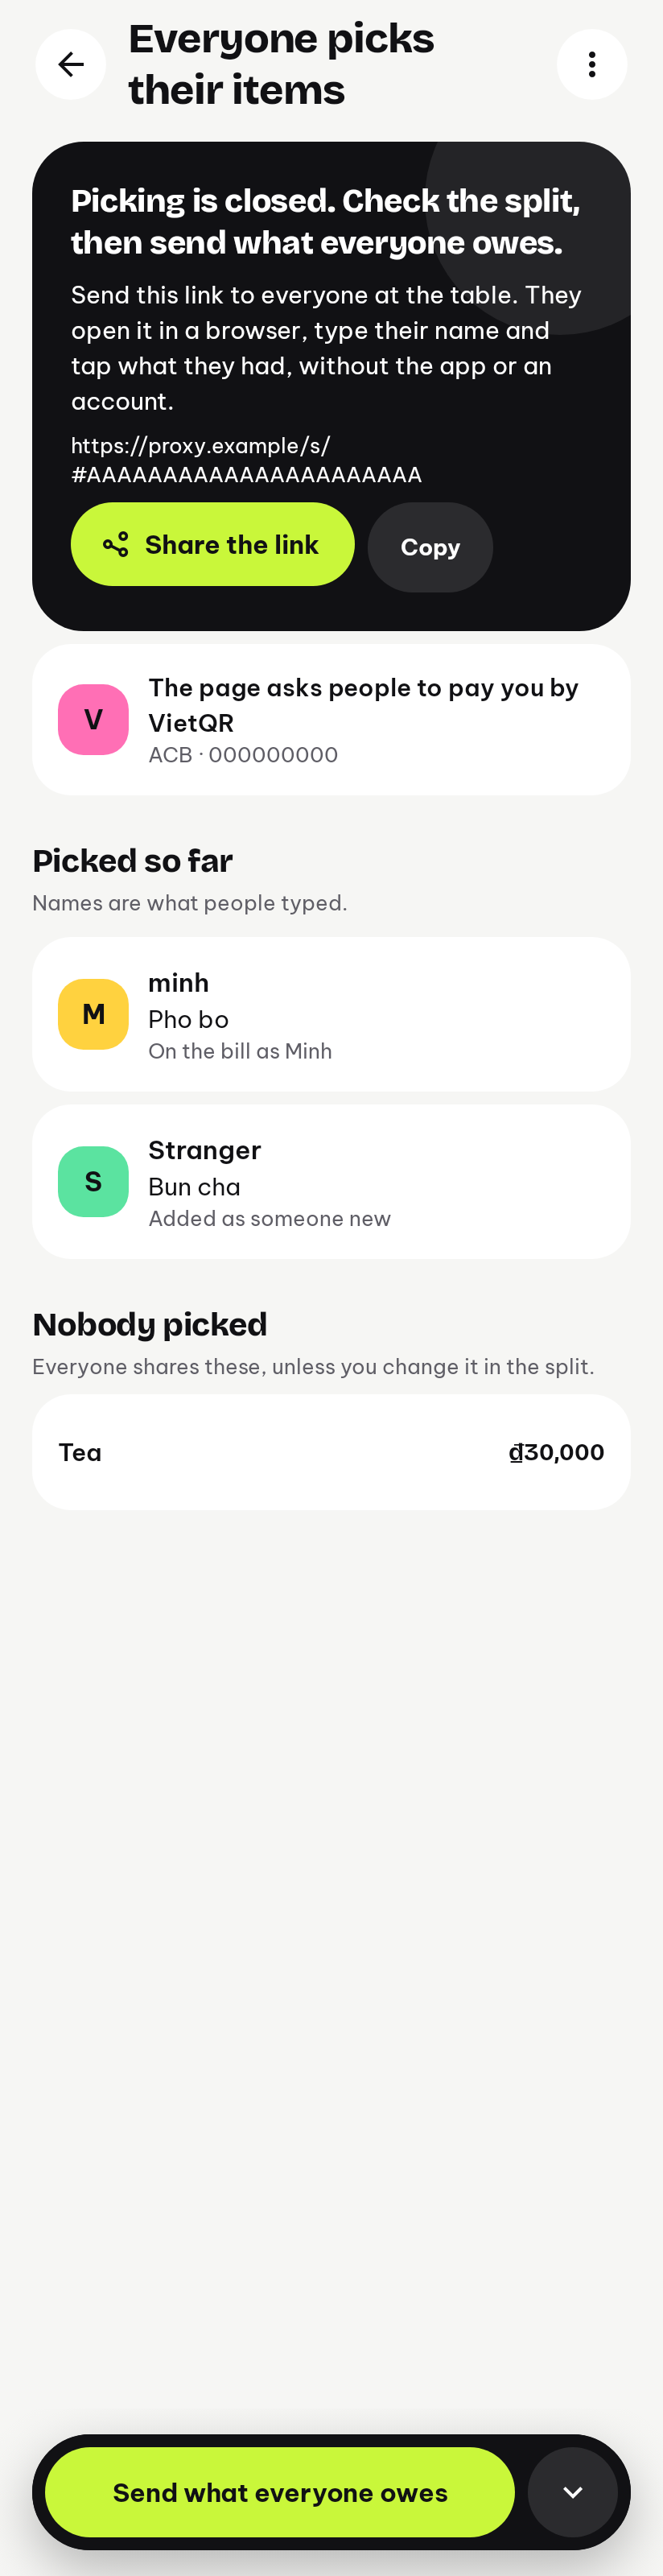 Everyone picks
their items
Picking is closed. Check the split,
then send what everyone owes.
Send this link to everyone at the table. They
open it in a browser, type their name and
tap what they had, without the app or an
account.
https://proxy.example/s/
#AAAAAAAAAAAAAAAAAAAAAA
Share the link
Copy
V
The page asks people to pay you by
VietQR
ACB · 000000000
Picked so far
Names are what people typed.
M
minh
Pho bo
On the bill as Minh
S
Stranger
Bun cha
Added as someone new
Nobody picked
Everyone shares these, unless you change it in the split.
Tea
₫30,000
Send what everyone owes